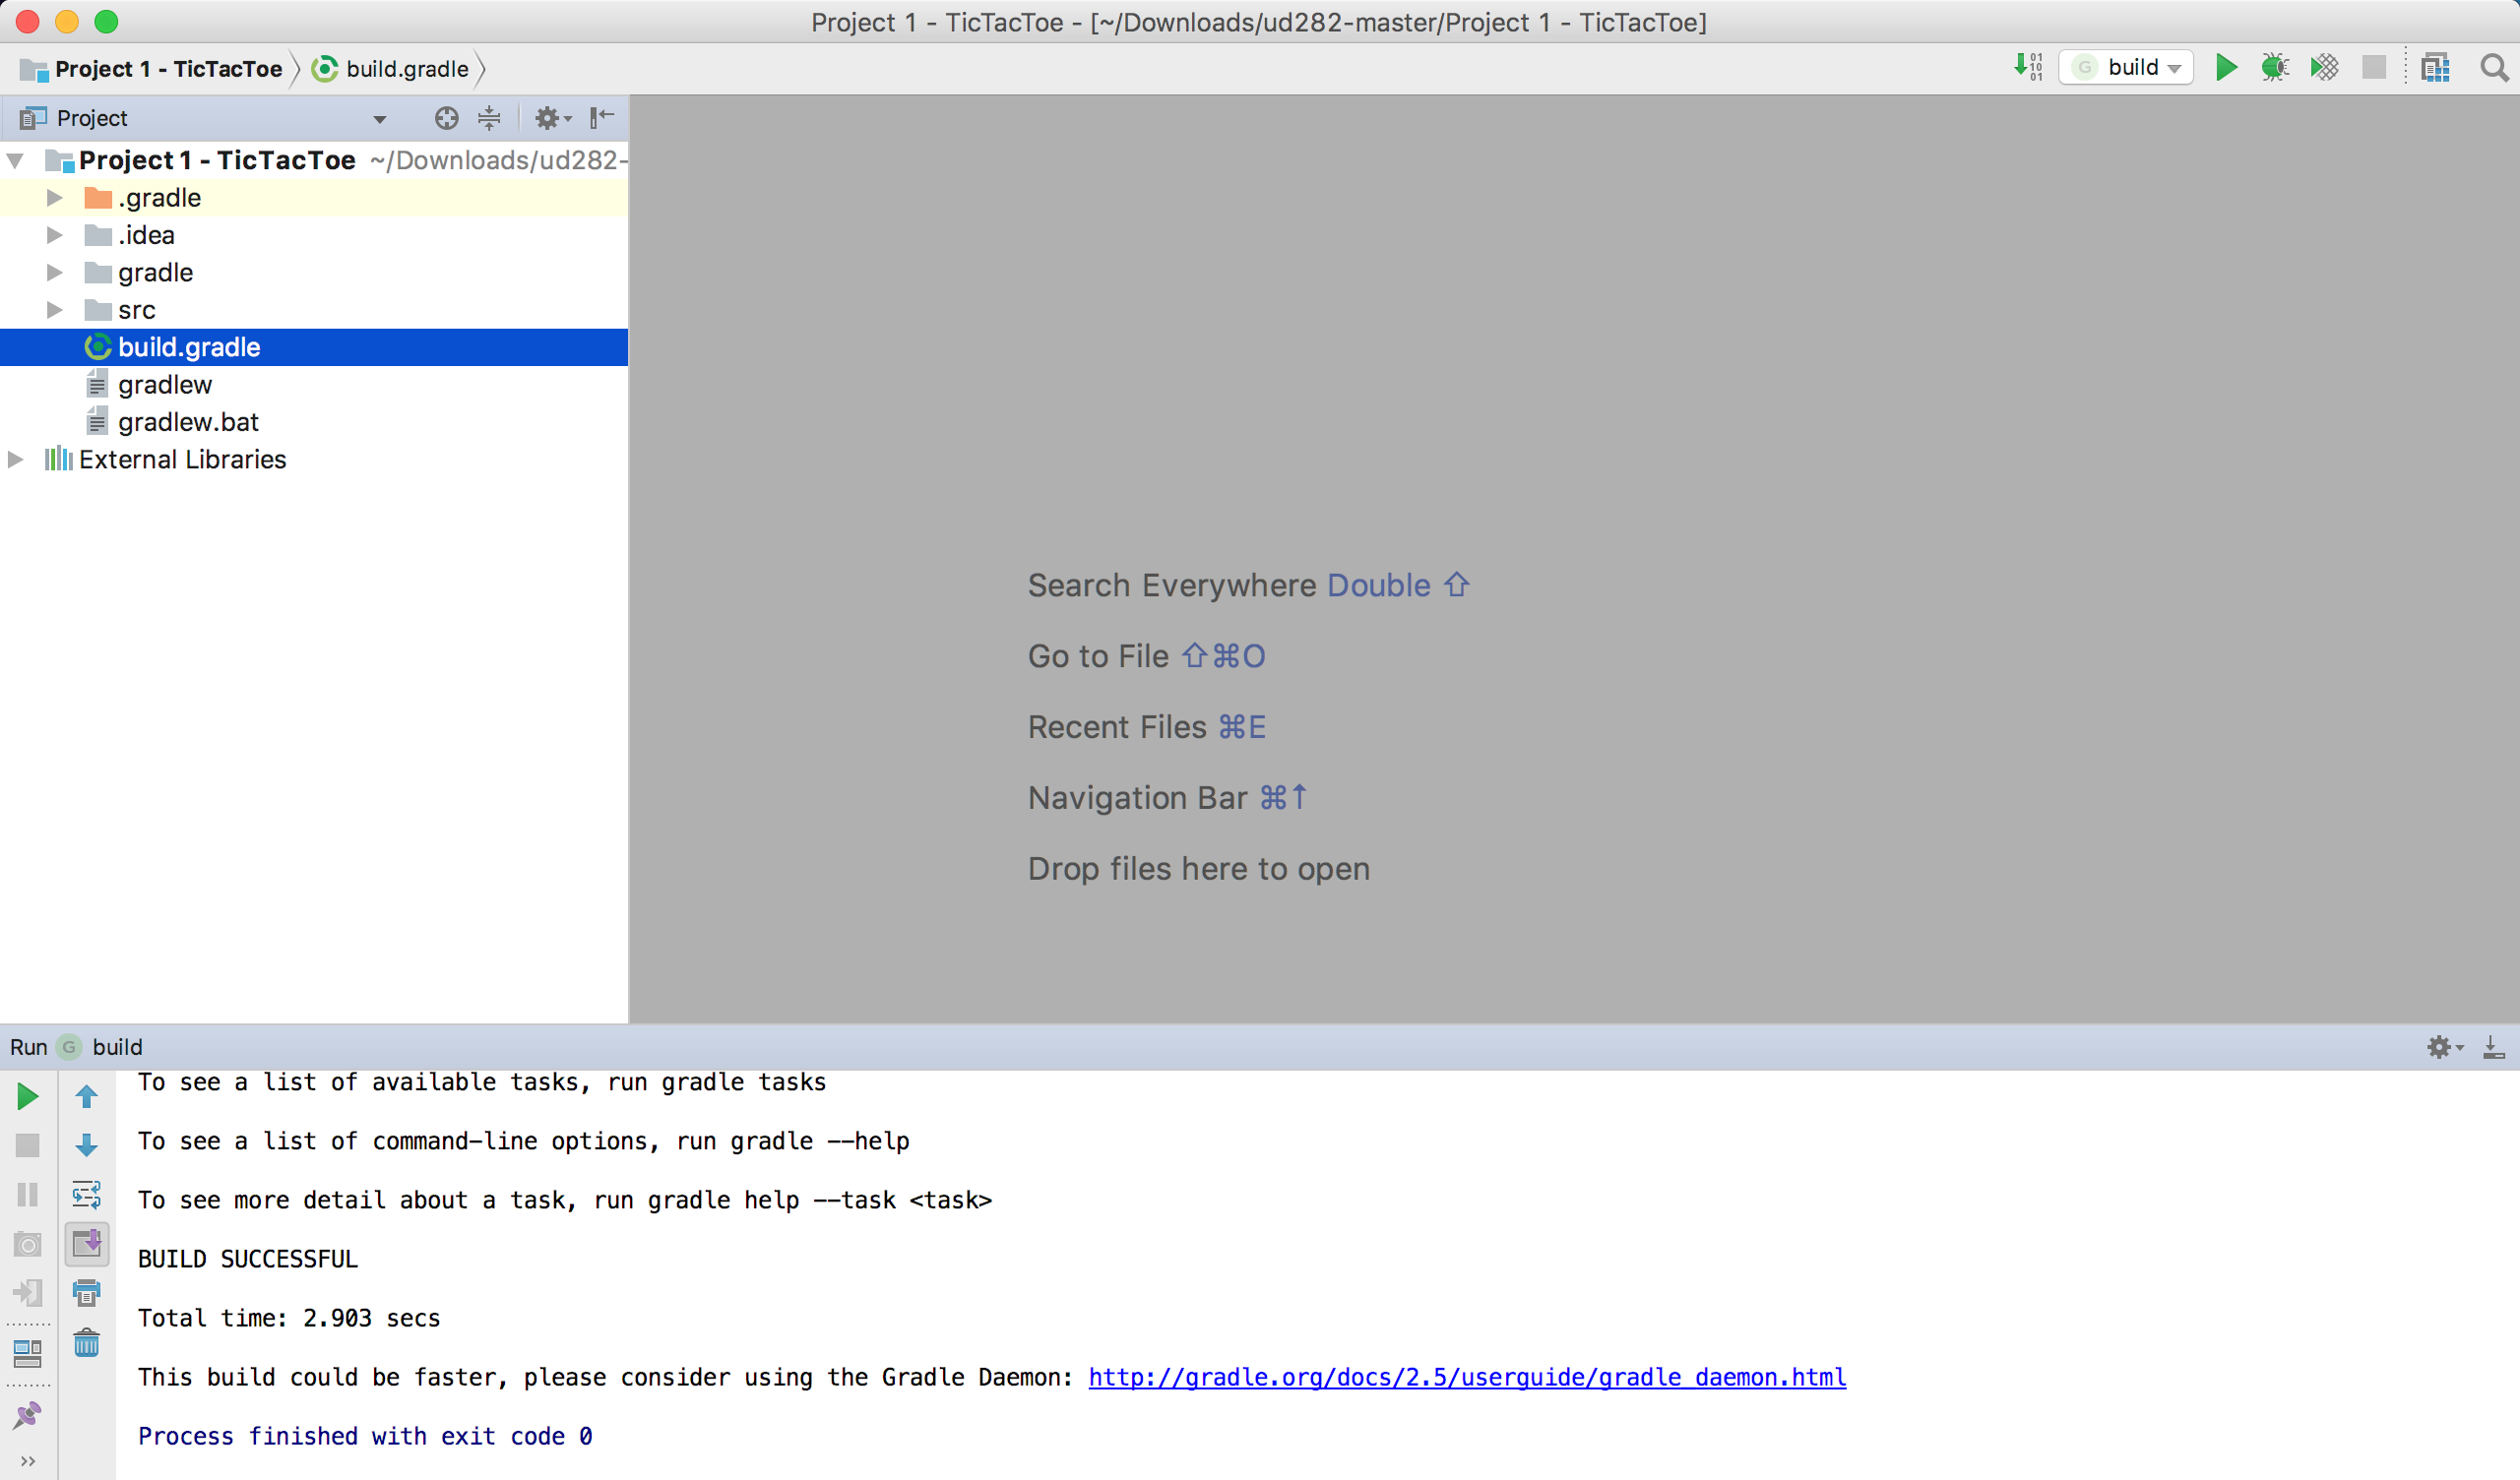 Project 1 - TicTacToe - [~/Downloads/ud282-master/Project 1 - TicTacToe]
Project 1 - TicTacToe build.gradle 01 10 01 G build
Project
Project 1 - TicTacToe ~/Downloads/ud282-
.gradle
.idea
gradle
src
build.gradle
gradlew
gradlew.bat
External Libraries
Search Everywhere Double ⇧
Go to File ⇧⌘O
Recent Files ⌘E
Navigation Bar ⌘↑
Drop files here to open
Run G build
To see a list of available tasks, run gradle tasks
To see a list of command-line options, run gradle --help
To see more detail about a task, run gradle help --task <task>
BUILD SUCCESSFUL
Total time: 2.903 secs
This build could be faster, please consider using the Gradle Daemon: http://gradle.org/docs/2.5/userguide/gradle_daemon.html
Process finished with exit code 0